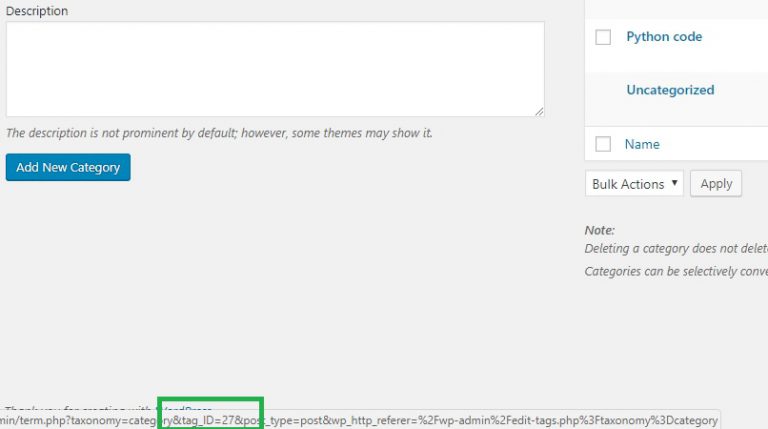 Description
The description is not prominent by default; however, some themes may show it.
Add New Category
Python code
Uncategorized
Name
Bulk Actions
Apply
Note:
Deleting a category does not delet
Categories can be selectively conve
Thank you for creating with WordPress
min/term.php?taxonomy=category&tag_ID=27&post_type=post&wp_http_referer=%2Fwp-admin%2Fedit-tags.php%3Ftaxonomy%3Dcategory